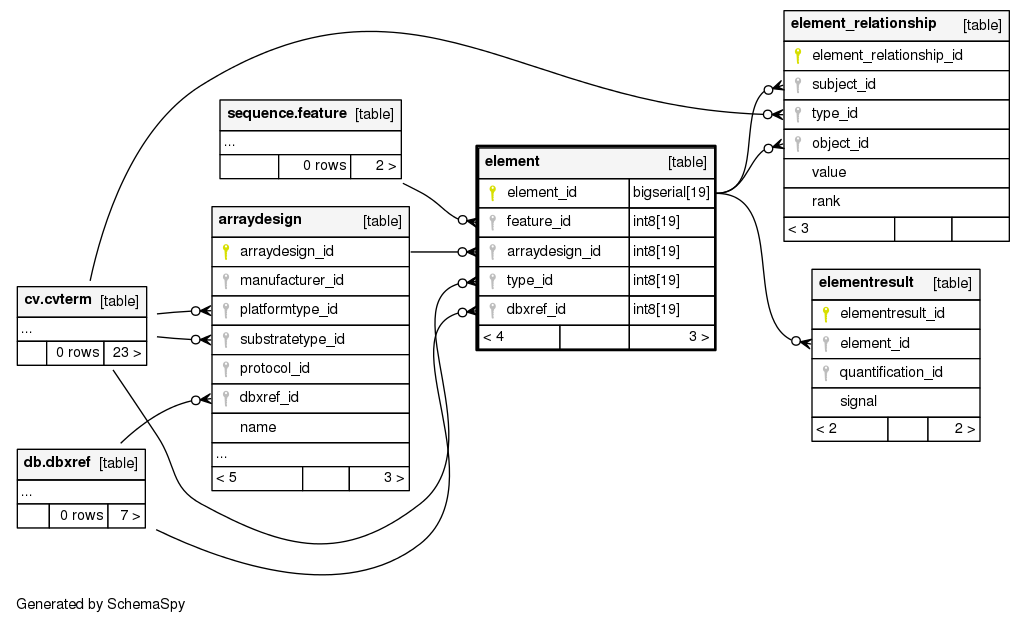 element_relationship [table]
element_relationship_id
subject_id
type_id
object_id
value
rank
< 3
sequence.feature [table]
...
0 rows 2 >
element [table]
element_id bigserial[19]
feature_id int8[19]
arraydesign_id int8[19]
type_id int8[19]
dbxref_id int8[19]
< 4 3 >
arraydesign [table]
arraydesign_id
manufacturer_id
platformtype_id
substratetype_id
protocol_id
dbxref_id
name
...
< 5 3 >
elementresult [table]
elementresult_id
element_id
quantification_id
signal
< 2 2 >
cv.cvterm [table]
...
0 rows 23 >
db.dbxref [table]
...
0 rows 7 >
Generated by SchemaSpy